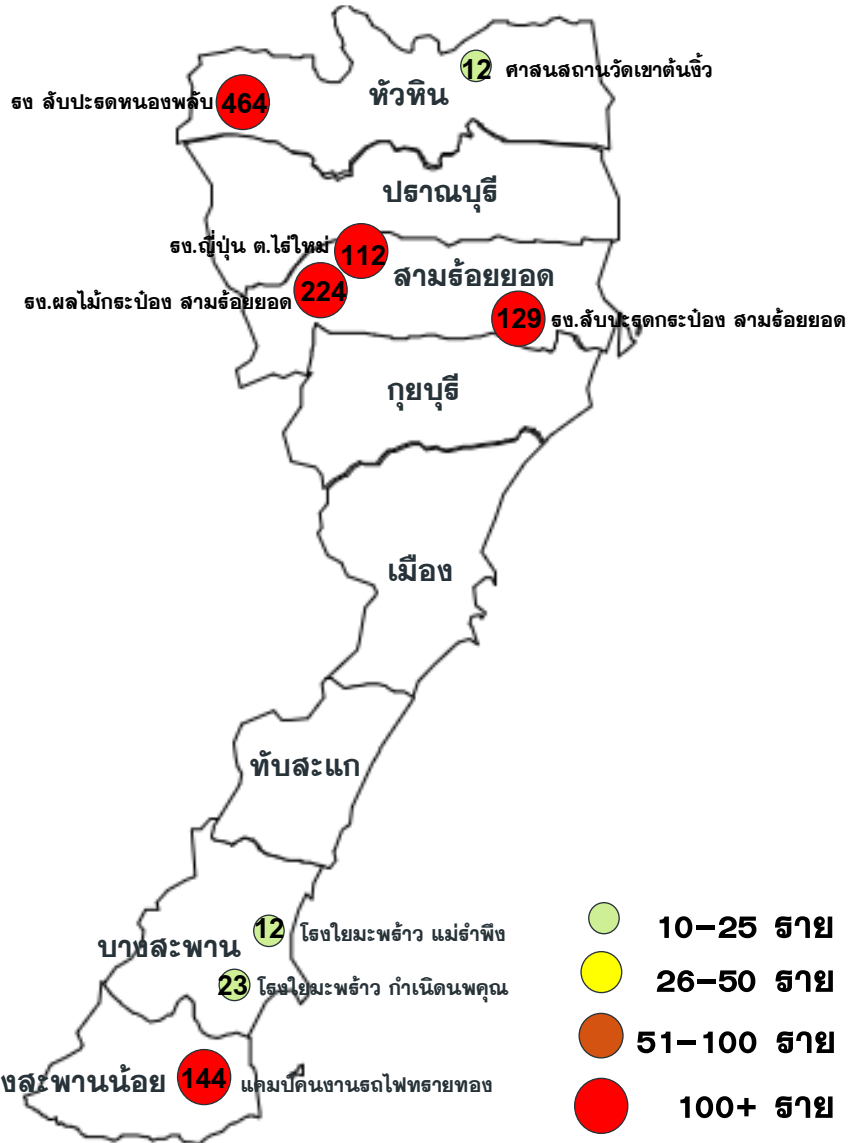 12 ศาสนสถานวัดเขาต้นงิ้ว
หัวหิน
รง สับปะรดหนองพลับ 464
ปราณบุรี
รง.ญี่ปุ่น ต.ไร่ใหม่ 112
สามร้อยยอด
รง.ผลไม้กระป๋อง สามร้อยยอด 224
129 รง.สับปะรดกระป๋อง สามร้อยยอด
กุยบุรี
เมือง
ทับสะแก
12 โรงใยมะพร้าว แม่รำพึง
บางสะพาน
23 โรงใยมะพร้าว กำเนิดนพคุณ
งสะพานน้อย 144 แคมป์คนงานรถไฟทรายทอง
10-25 ราย
26-50 ราย
51-100 ราย
100+ ราย